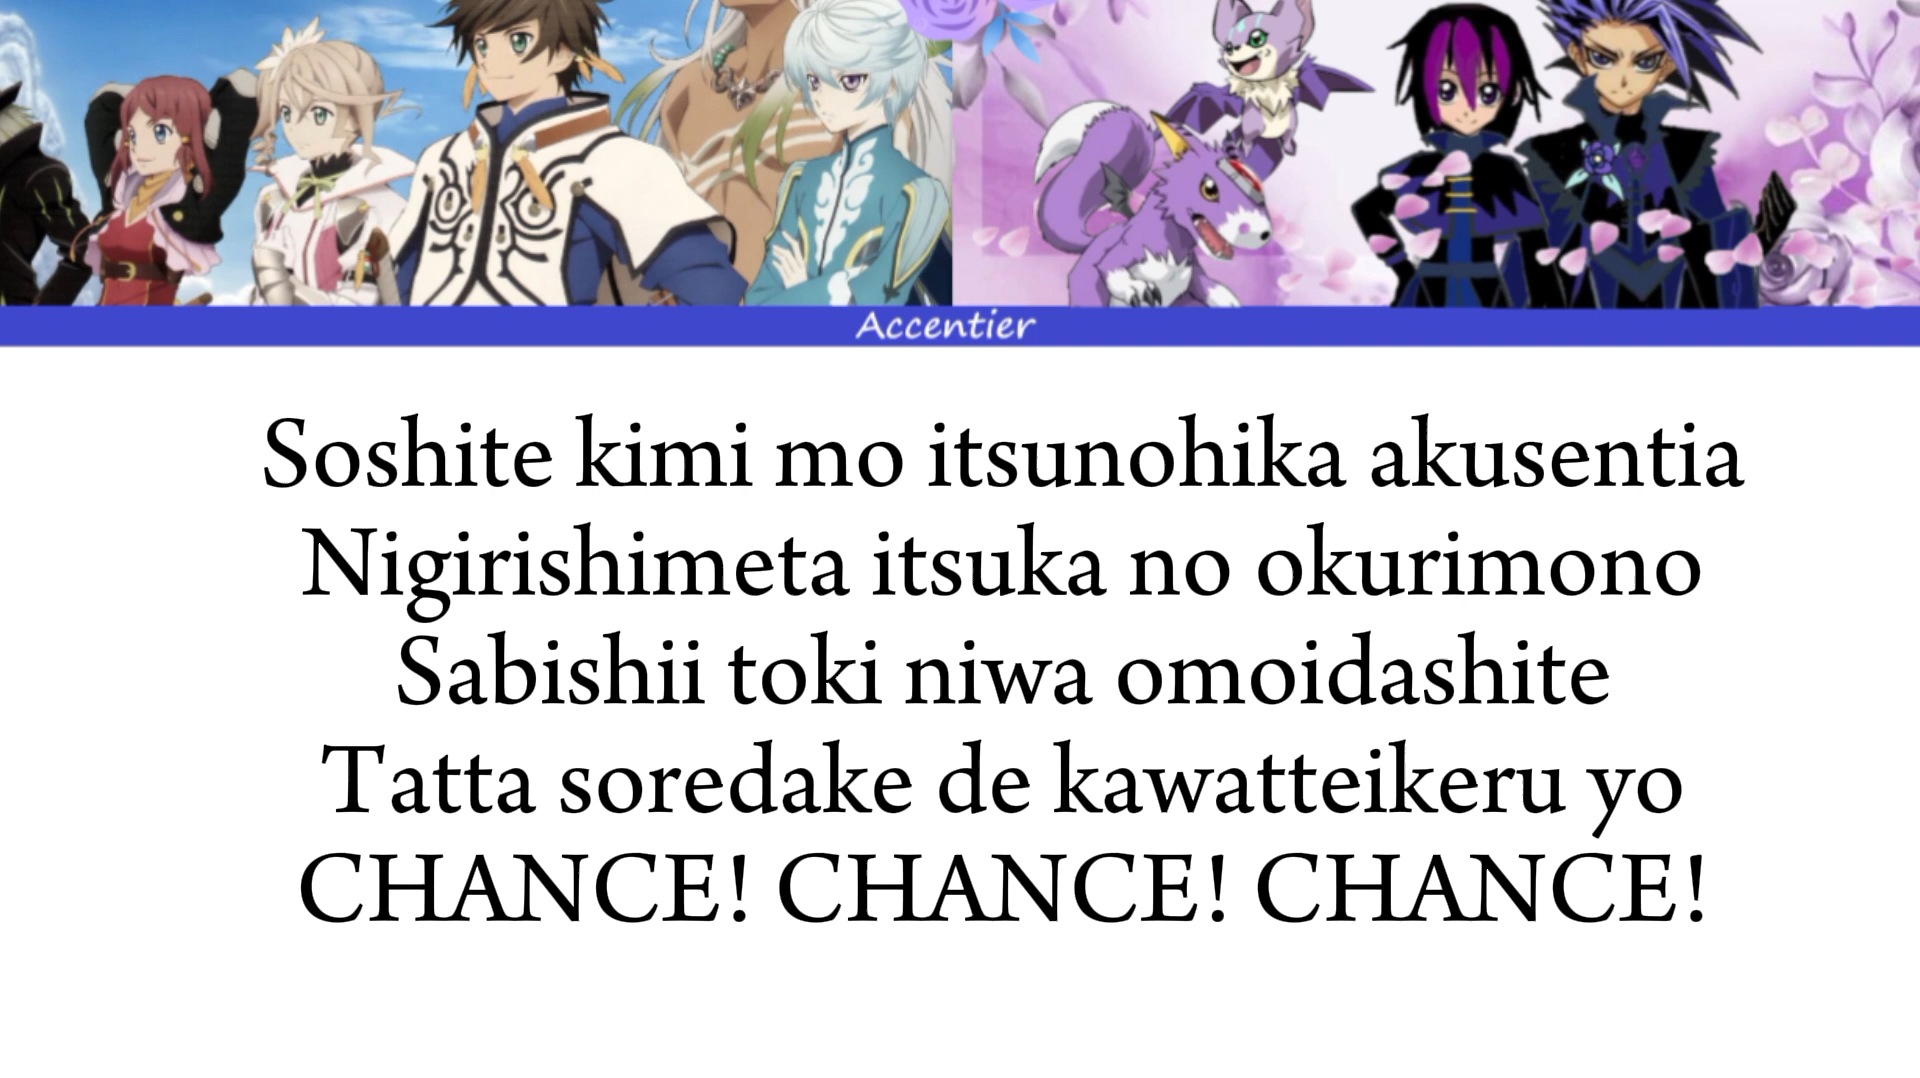 Accentier
Soshite kimi mo itsunohika akusentia
Nigirishimeta itsuka no okurimono
Sabishii toki niwa omoidashite
Tatta soredake de kawatteikeru yo
CHANCE! CHANCE! CHANCE!